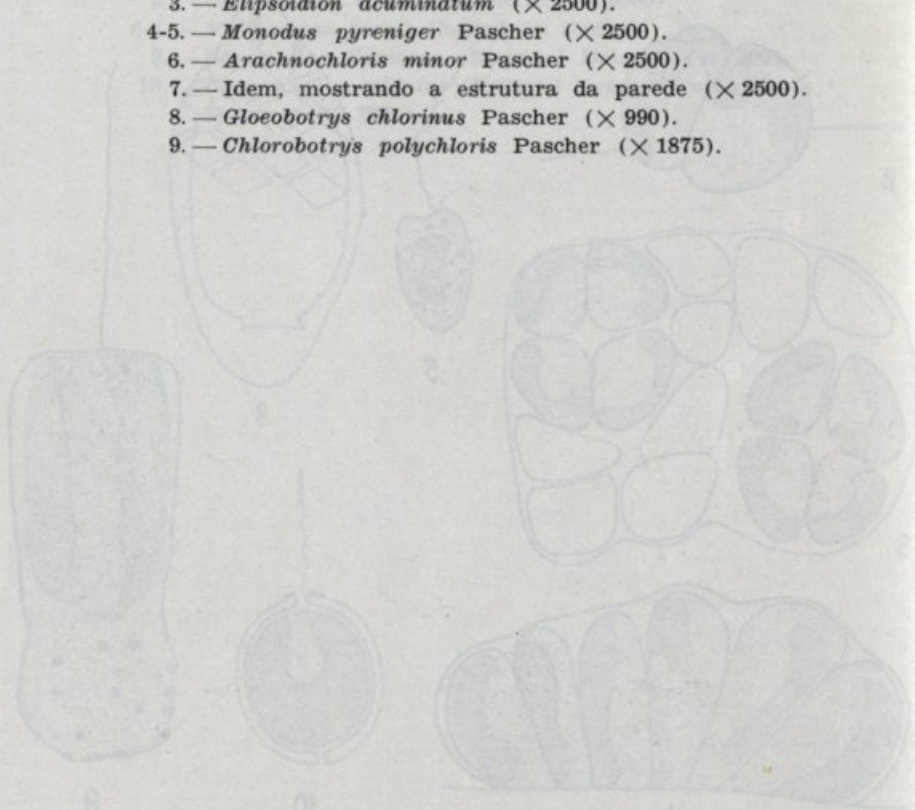 3. — Elipsoidion acuminatum (× 2500).
4-5. — Monodus pyreniger Pascher (× 2500).
6. — Arachnochloris minor Pascher (× 2500).
7. — Idem, mostrando a estrutura da parede (× 2500).
8. — Gloeobotrys chlorinus Pascher (× 990).
9. — Chlorobotrys polychloris Pascher (× 1875).